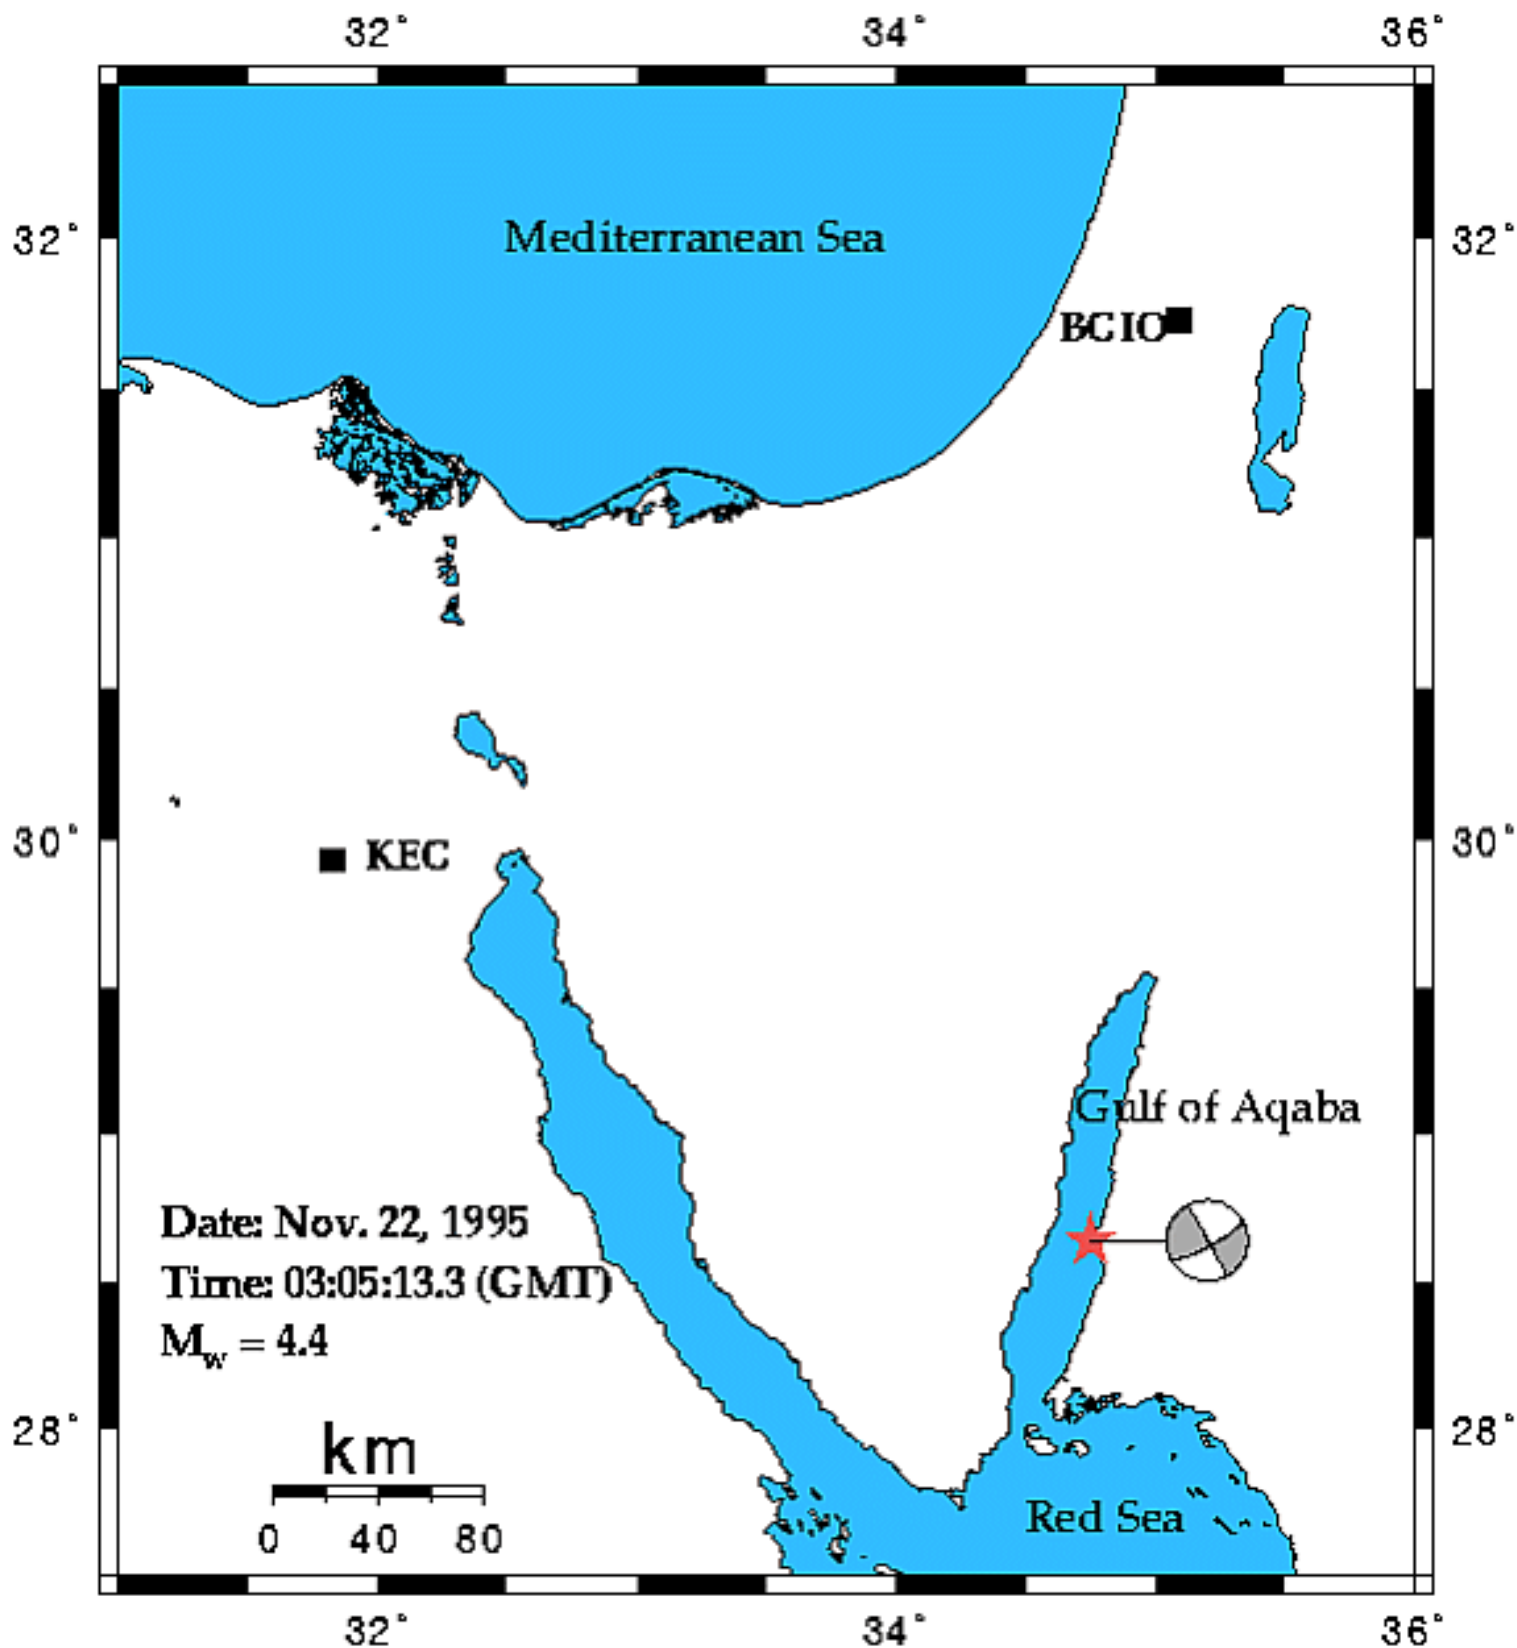 32° 34° 36°
Mediterranean Sea
32° 32°
BCIO
30° 30°
KEC
Gulf of Aqaba
Date: Nov. 22, 1995
Time: 03:05:13.3 (GMT)
Mw = 4.4
28° 28°
km
0 40 80
Red Sea
32° 34° 36°